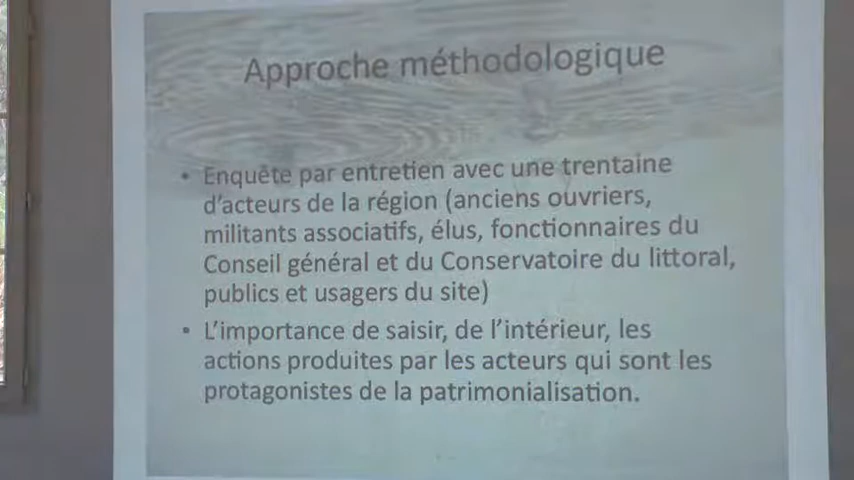 Approche méthodologique
• Enquête par entretien avec une trentaine
d'acteurs de la région (anciens ouvriers,
militants associatifs, élus, fonctionnaires du
Conseil général et du Conservatoire du littoral,
publics et usagers du site)
• L'importance de saisir, de l'intérieur, les
actions produites par les acteurs qui sont les
protagonistes de la patrimonialisation.